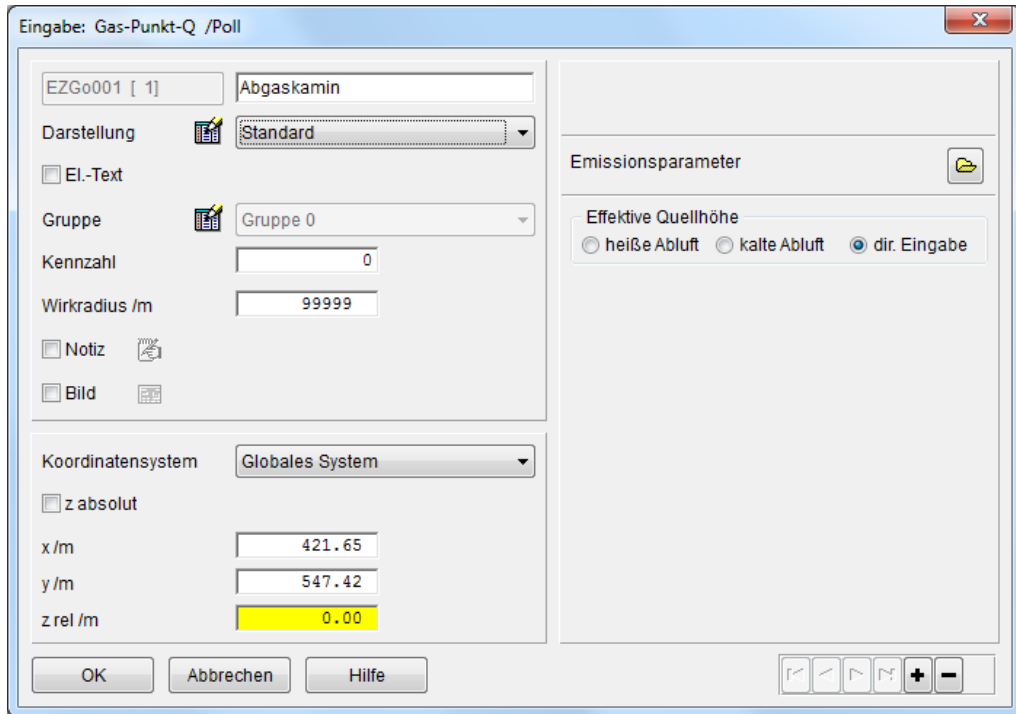 Eingabe: Gas-Punkt-Q /Poll
EZGo001 [ 1]
Abgaskamin
Darstellung
Standard
El.-Text
Gruppe
Gruppe 0
Kennzahl
0
Wirkradius /m
99999
Notiz
Bild
Emissionsparameter
Effektive Quellhöhe
heiße Abluft
kalte Abluft
dir. Eingabe
Koordinatensystem
Globales System
z absolut
x /m
421.65
y /m
547.42
z rel /m
0.00
OK
Abbrechen
Hilfe